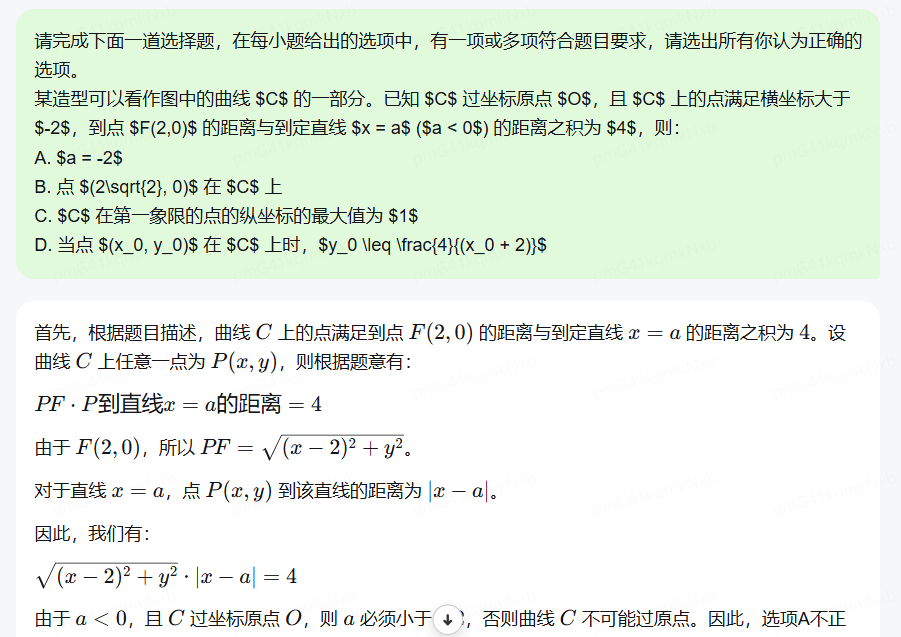 请完成下面一道选择题，在每小题给出的选项中，有一项或多项符合题目要求，请选出所有你认为正确的
选项。
某造型可以看作图中的曲线 $C$ 的一部分。已知 $C$ 过坐标原点 $O$，且 $C$ 上的点满足横坐标大于
$-2$，到点 $F(2,0)$ 的距离与到定直线 $x = a$ ($a < 0$) 的距离之积为 $4$，则：
A. $a = -2$
B. 点 $(2\sqrt{2}, 0)$ 在 $C$ 上
C. $C$ 在第一象限的点的纵坐标的最大值为 $1$
D. 当点 $(x_0, y_0)$ 在 $C$ 上时，$y_0 \leq \frac{4}{(x_0 + 2)}$
首先，根据题目描述，曲线 C 上的点满足到点 F(2,0) 的距离与到定直线 x = a 的距离之积为 4。设
曲线 C 上任意一点为 P(x,y)，则根据题意有：
PF · P到直线x = a的距离 = 4
由于 F(2,0)，所以 PF = √((x − 2)² + y²)。
对于直线 x = a，点 P(x,y) 到该直线的距离为 |x − a|。
因此，我们有：
√((x − 2)² + y²) · |x − a| = 4
由于 a < 0，且 C 过坐标原点 O，则 a 必须小于，否则曲线 C 不可能过原点。因此，选项A不正